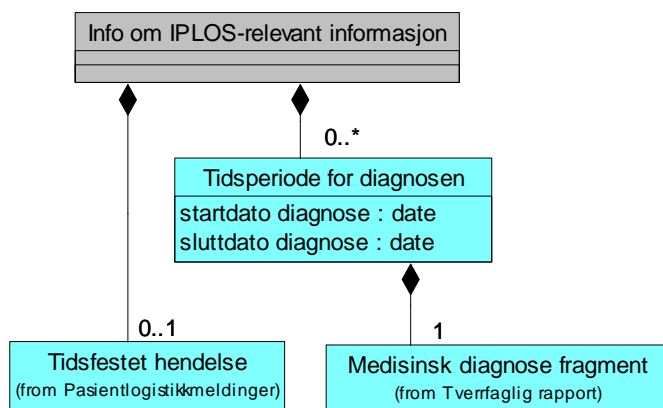 Info om IPLOS-relevant informasjon
0..*
Tidsperiode for diagnosen
startdato diagnose : date
sluttdato diagnose : date
0..1
1
Tidsfestet hendelse
(from Pasientlogistikkmeldinger)
Medisinsk diagnose fragment
(from Tverrfaglig rapport)